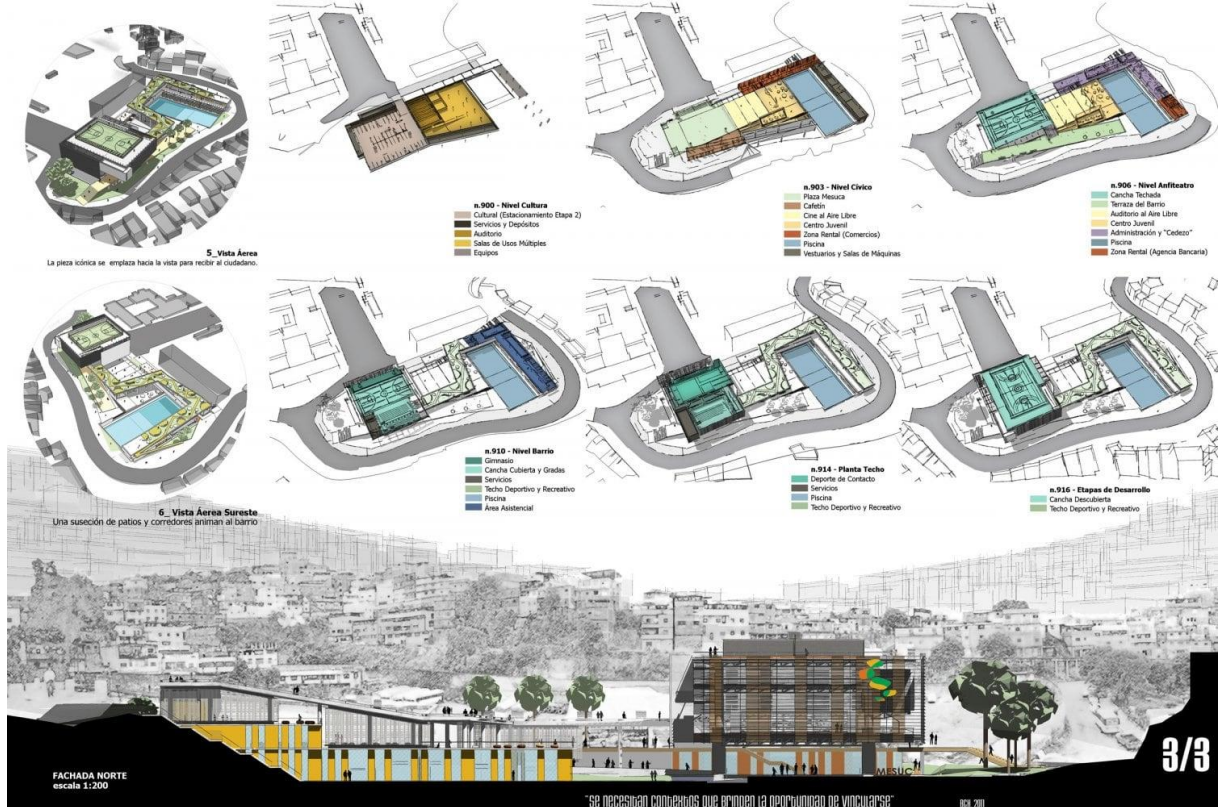 5_Vista Áerea
La pieza icónica se emplaza hacia la vista para recibir al ciudadano.
n.900 - Nivel Cultura
Cultural (Estacionamiento Etapa 2)
Servicios y Depósitos
Auditorio
Salas de Usos Múltiples
Equipos
n.903 - Nivel Cívico
Plaza Mesuca
Cafetín
Cine al Aire Libre
Centro Juvenil
Zona Rental (Comercios)
Piscina
Vestuarios y Salas de Máquinas
n.906 - Nivel Anfiteatro
Cancha Techada
Terraza del Barrio
Auditorio al Aire Libre
Centro Juvenil
Administración y "Cedezo"
Piscina
Zona Rental (Agencia Bancaria)
6_ Vista Áerea Sureste
Una suseción de patios y corredores animan al barrio
n.910 - Nivel Barrio
Gimnasio
Cancha Cubierta y Gradas
Servicios
Techo Deportivo y Recreativo
Piscina
Área Asistencial
n.914 - Planta Techo
Deporte de Contacto
Servicios
Piscina
Techo Deportivo y Recreativo
n.916 - Etapas de Desarrollo
Cancha Descubierta
Techo Deportivo y Recreativo
MESUC
FACHADA NORTE
escala 1:200
3/3
"SE NECESITAN CONTEXTOS QUE BRINDEN LA OPORTUNIDAD DE VINCULARSE"